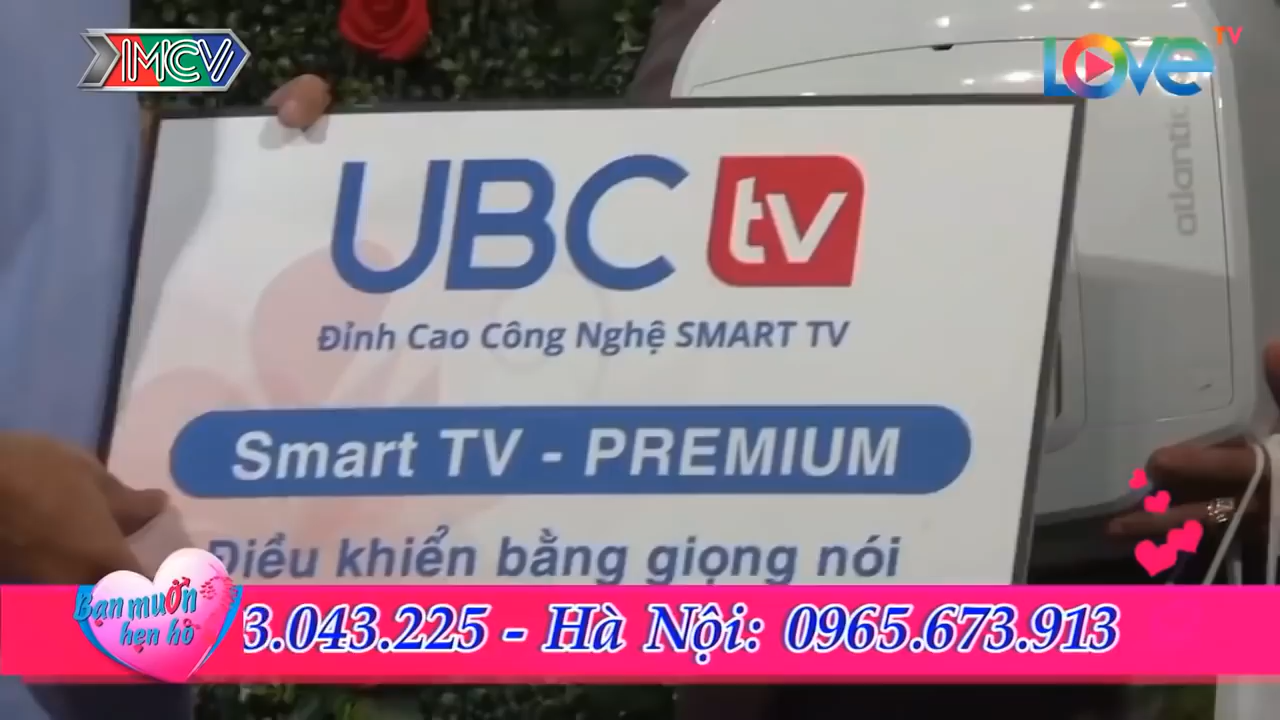 MCV
LOVE TV
atlantic
UBC tv
Đỉnh Cao Công Nghệ SMART TV
Smart TV - PREMIUM
Điều khiển bằng giọng nói
Bạn muốn
hẹn hò
3.043.225 - Hà Nội: 0965.673.913